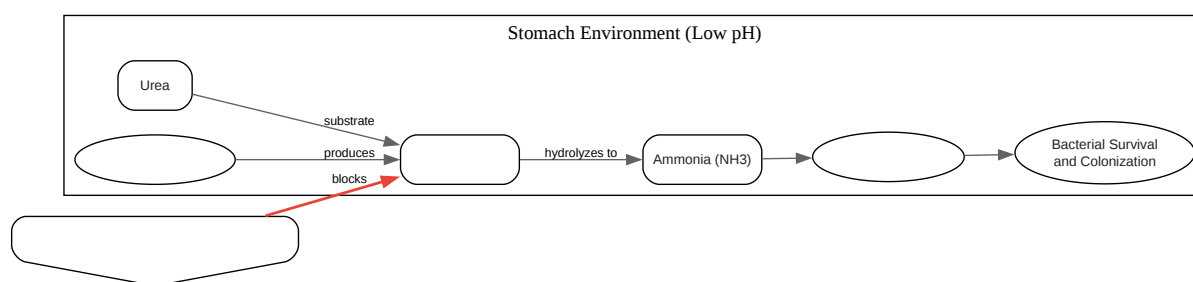 Stomach Environment (Low pH)
Urea
substrate
produces
hydrolyzes to
Ammonia (NH3)
Bacterial Survival
and Colonization
blocks